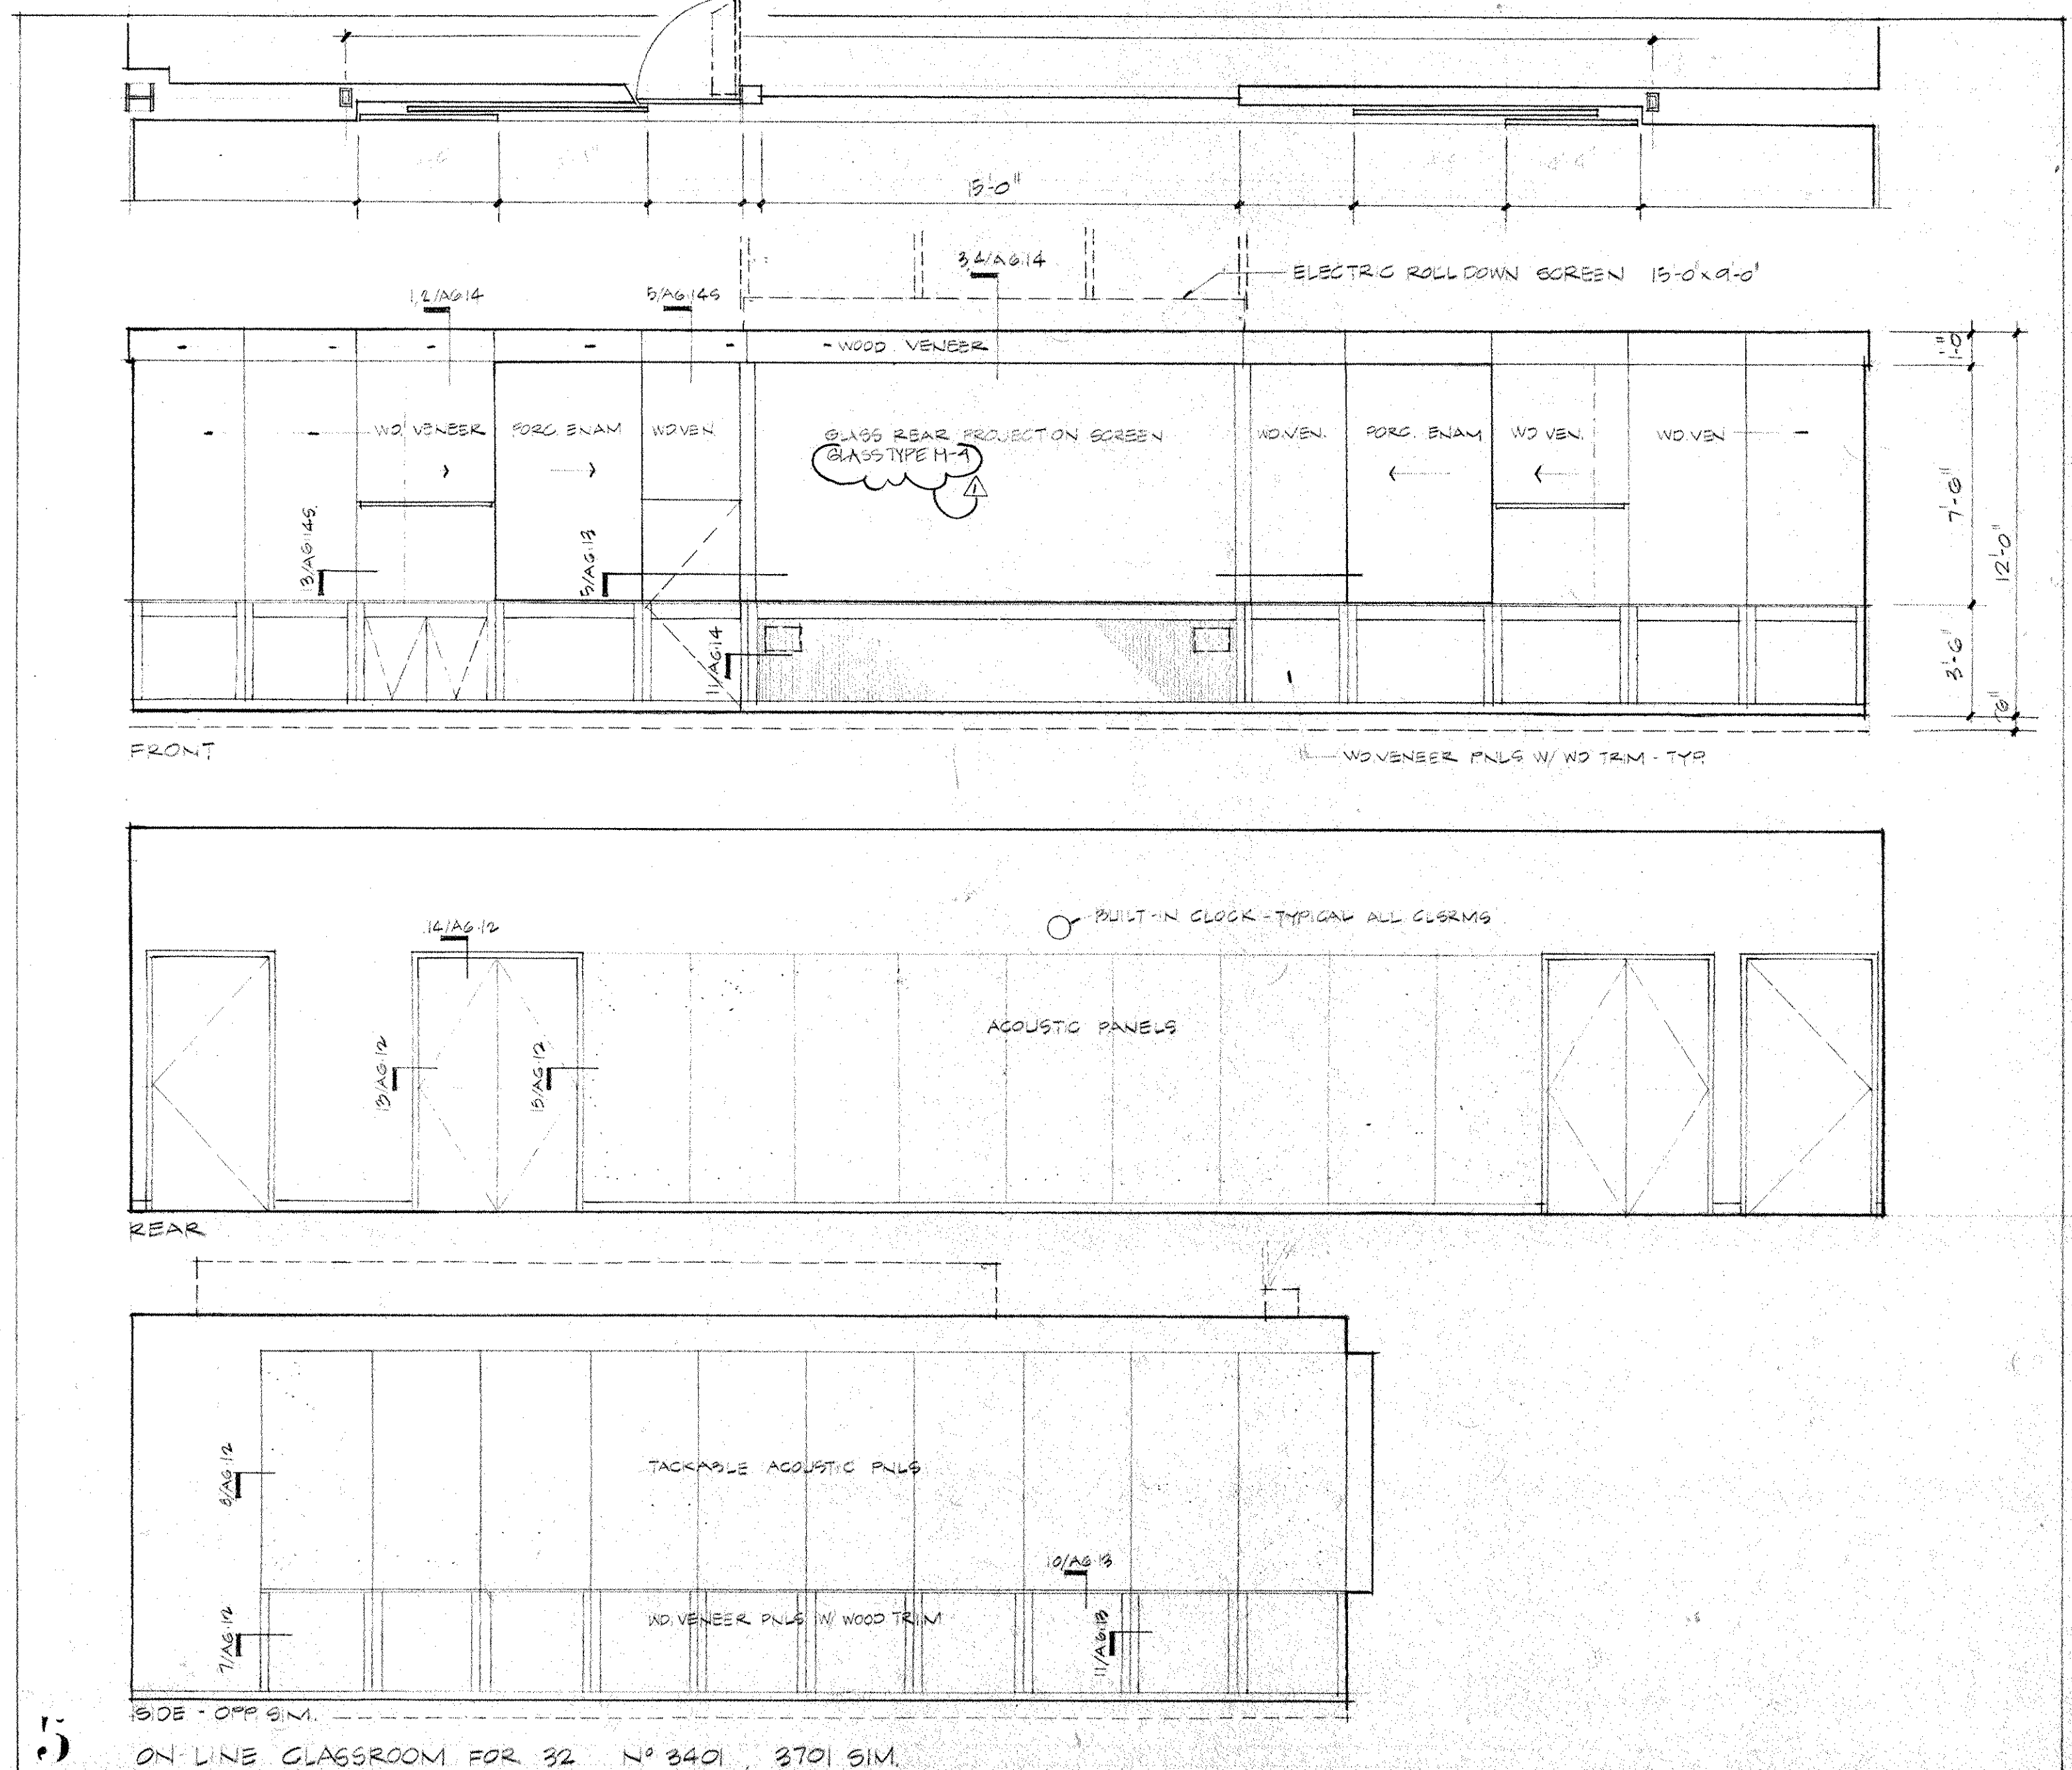 15'-0"
3,4/A6.14
ELECTRIC ROLL DOWN SCREEN 15'-0" x 9'-0"
1,2/A6.14
5/A6.14S
WOOD VENEER
1'-0"
WD. VENEER
PORC. ENAM
WD VEN.
GLASS REAR PROJECTION SCREEN
GLASS TYPE M-4
1
WD. VEN.
PORC. ENAM
WD VEN.
WD. VEN
7'-6"
12'-0"
13/A6.14S
5/A6.13
11/A6.14
3'-6"
6"
FRONT
WD. VENEER PNLS W/ WD TRIM - TYP.
BUILT-IN CLOCK - TYPICAL ALL CLSRMS
14/A6.12
ACOUSTIC PANELS
13/A6.12
13/A6.12
REAR
TACKABLE ACOUSTIC PNLS
8/A6.12
10/A6.13
WD. VENEER PNLS W/ WOOD TRIM
7/A6.12
11/A6.13
SIDE - OPP. SIM.
5
ON-LINE CLASSROOM FOR 32 Nº 3401, 3701 SIM.